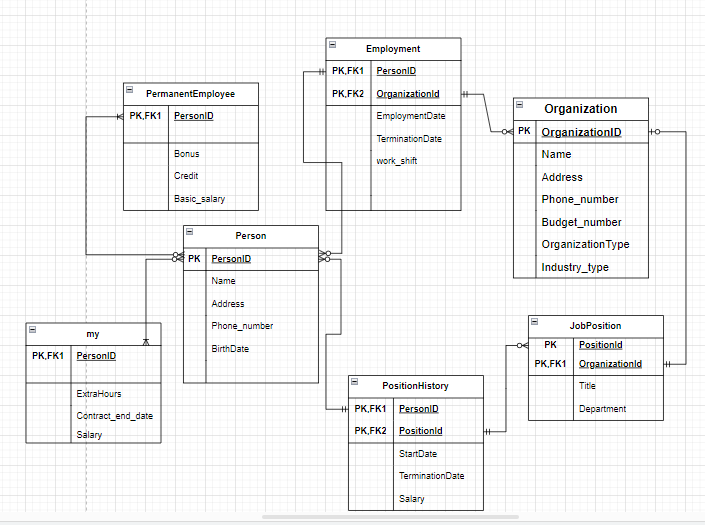 Employment
PK,FK1 PersonID
PK,FK2 OrganizationId
EmploymentDate
TerminationDate
work_shift
PermanentEmployee
PK,FK1 PersonID
Bonus
Credit
Basic_salary
Organization
PK OrganizationID
Name
Address
Phone_number
Budget_number
OrganizationType
Industry_type
Person
PK PersonID
Name
Address
Phone_number
BirthDate
my
PK,FK1 PersonID
ExtraHours
Contract_end_date
Salary
JobPosition
PK PositionId
PK,FK1 OrganizationId
Title
Department
PositionHistory
PK,FK1 PersonID
PK,FK2 PositionId
StartDate
TerminationDate
Salary